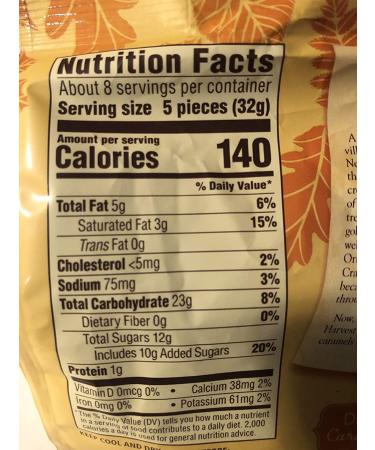 Nutrition Facts
About 8 servings per container
Serving size 5 pieces (32g)
Amount per serving
Calories 140
% Daily Value*
Total Fat 5g 6%
Saturated Fat 3g 15%
Trans Fat 0g
Cholesterol <5mg 2%
Sodium 75mg 3%
Total Carbohydrate 23g 8%
Dietary Fiber 0g 0%
Total Sugars 12g
Includes 10g Added Sugars 20%
Protein 1g
Vitamin D 0mcg 0% • Calcium 38mg 2%
Iron 0mg 0% • Potassium 61mg 2%
*The % Daily Value (DV) tells you how much a nutrient
in a serving of food contributes to a daily diet. 2,000
calories a day is used for general nutrition advice.
KEEP COOL AND DRY
Now,
Harvest
caramels